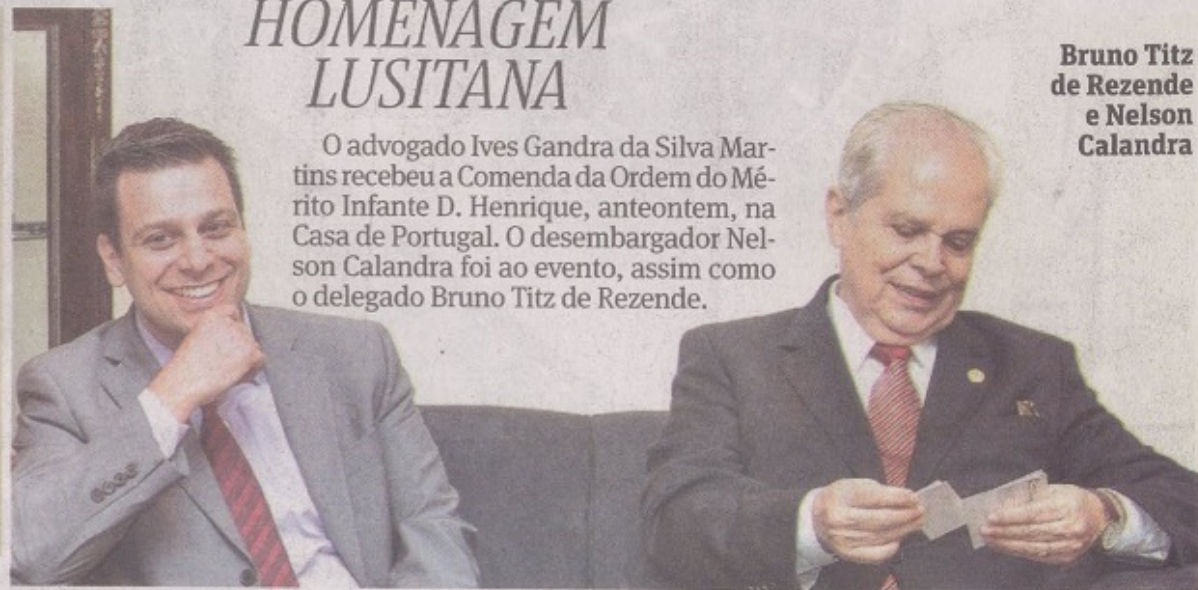 HOMENAGEM
LUSITANA
O advogado Ives Gandra da Silva Mar-
tins recebeu a Comenda da Ordem do Mé-
rito Infante D. Henrique, anteontem, na
Casa de Portugal. O desembargador Nel-
son Calandra foi ao evento, assim como
o delegado Bruno Titz de Rezende.
Bruno Titz
de Rezende
e Nelson
Calandra